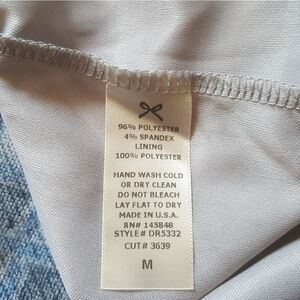 96% POLYESTER
4% SPANDEX
LINING
100% POLYESTER
HAND WASH COLD
OR DRY CLEAN
DO NOT BLEACH
LAY FLAT TO DRY
MADE IN U.S.A.
RN# 145848
STYLE# DR5332
CUT# 3639
M